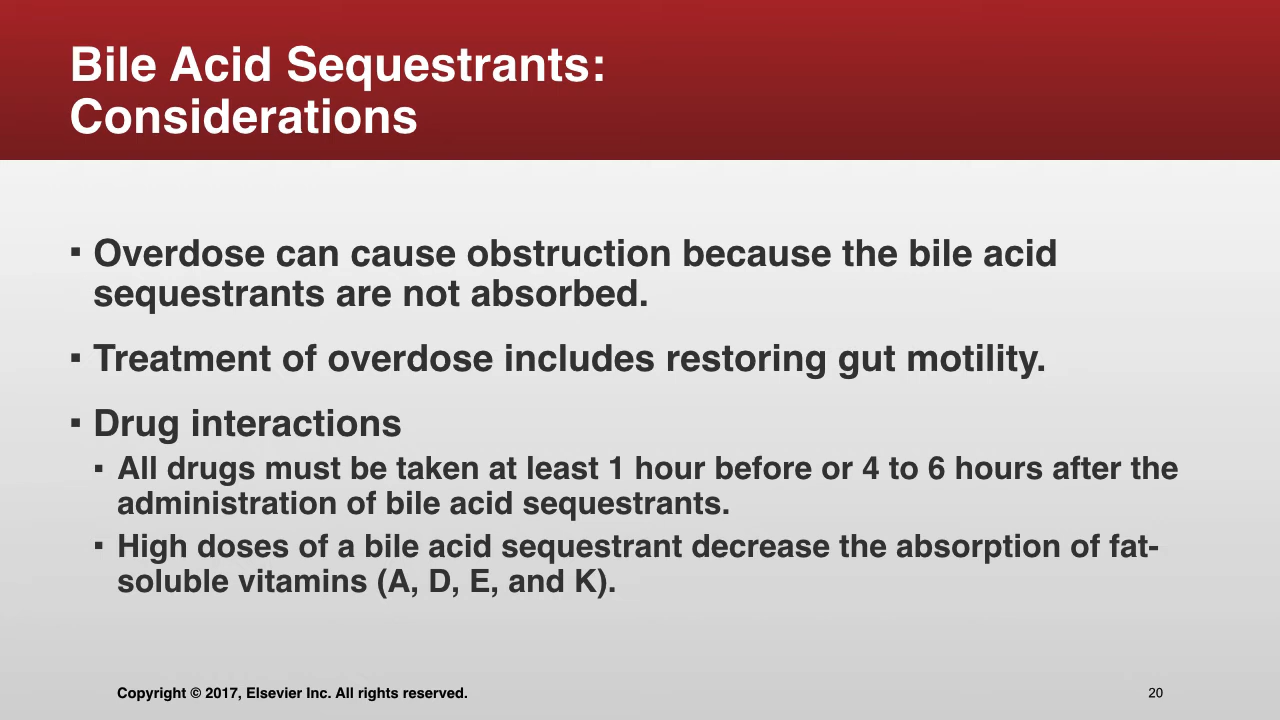 Bile Acid Sequestrants:
Considerations
▪ Overdose can cause obstruction because the bile acid
sequestrants are not absorbed.
▪ Treatment of overdose includes restoring gut motility.
▪ Drug interactions
▪ All drugs must be taken at least 1 hour before or 4 to 6 hours after the
administration of bile acid sequestrants.
▪ High doses of a bile acid sequestrant decrease the absorption of fat-
soluble vitamins (A, D, E, and K).
Copyright © 2017, Elsevier Inc. All rights reserved.
20